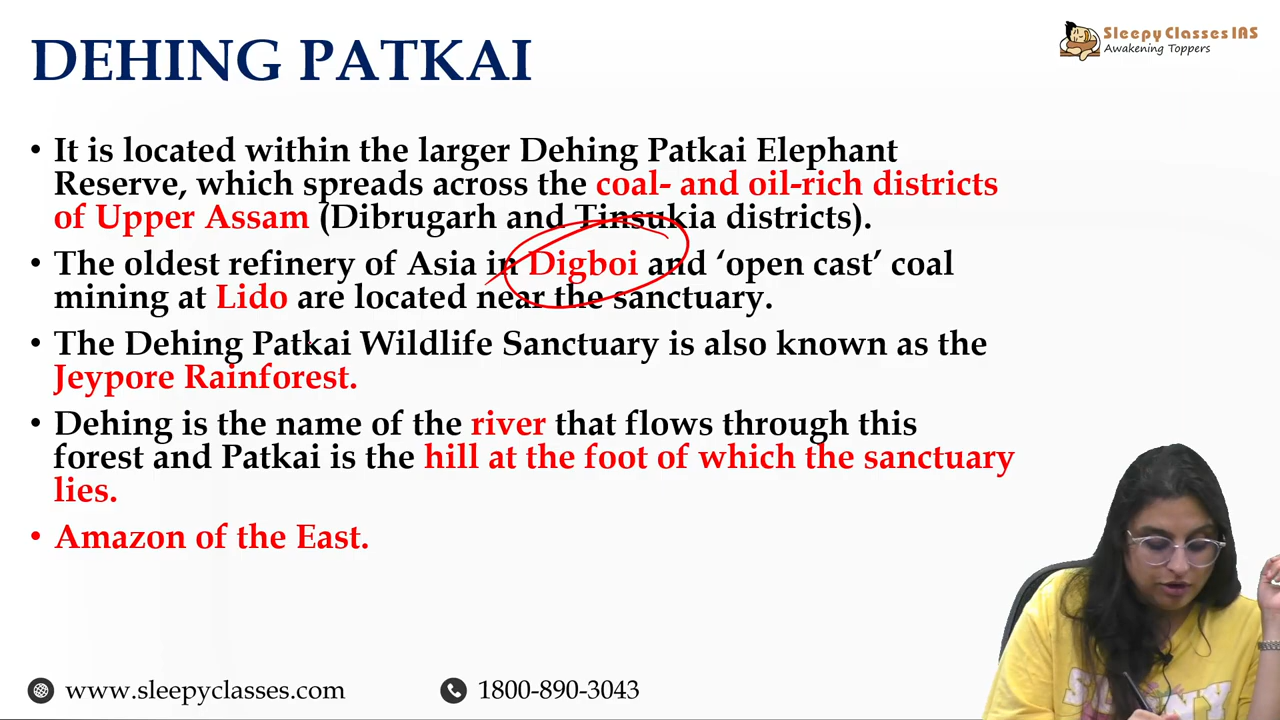 DEHING PATKAI
Sleepy Classes IAS
Awakening Toppers
• It is located within the larger Dehing Patkai Elephant
Reserve, which spreads across the coal- and oil-rich districts
of Upper Assam (Dibrugarh and Tinsukia districts).
• The oldest refinery of Asia in Digboi and ‘open cast’ coal
mining at Lido are located near the sanctuary.
• The Dehing Patkai Wildlife Sanctuary is also known as the
Jeypore Rainforest.
• Dehing is the name of the river that flows through this
forest and Patkai is the hill at the foot of which the sanctuary
lies.
• Amazon of the East.
www.sleepyclasses.com
1800-890-3043